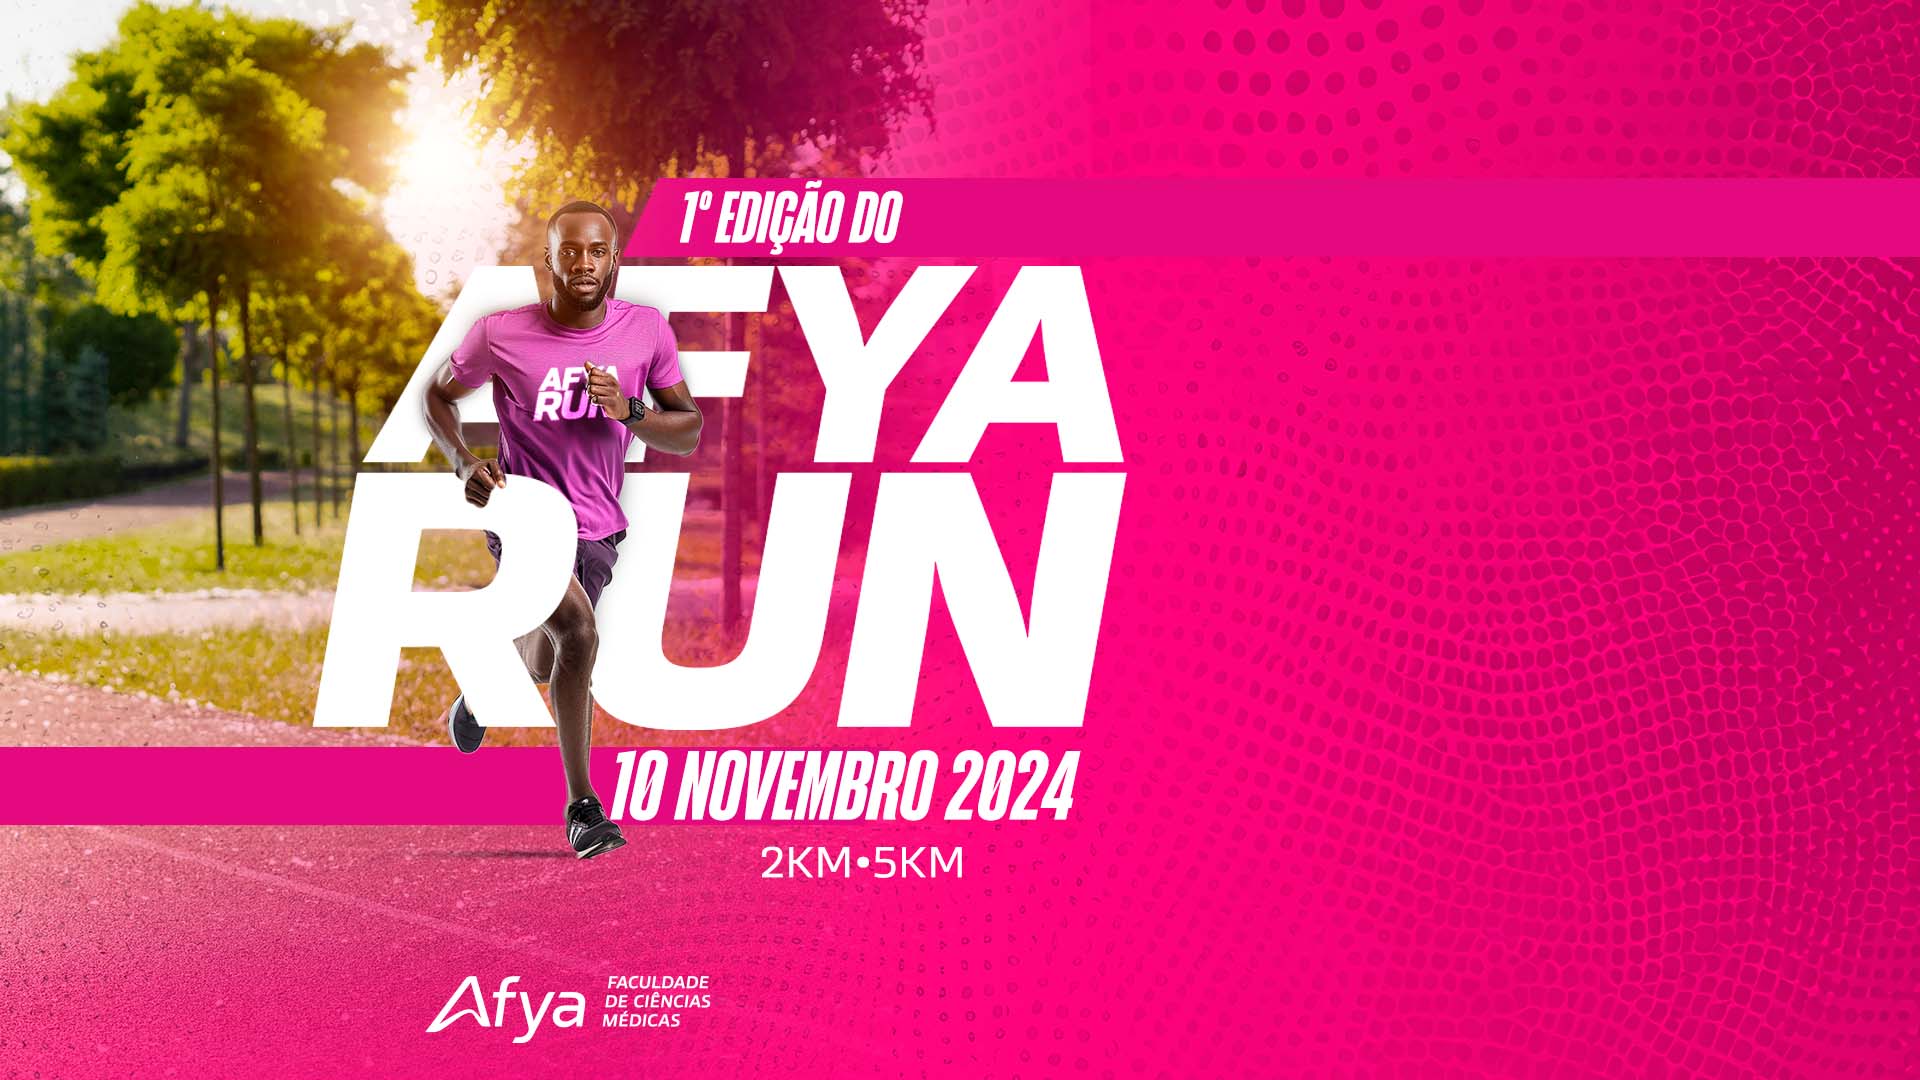 1º EDIÇÃO DO
AFYA
RUN
AFYA
RUN
10 NOVEMBRO 2024
2KM•5KM
Afya
FACULDADE
DE CIÊNCIAS
MÉDICAS